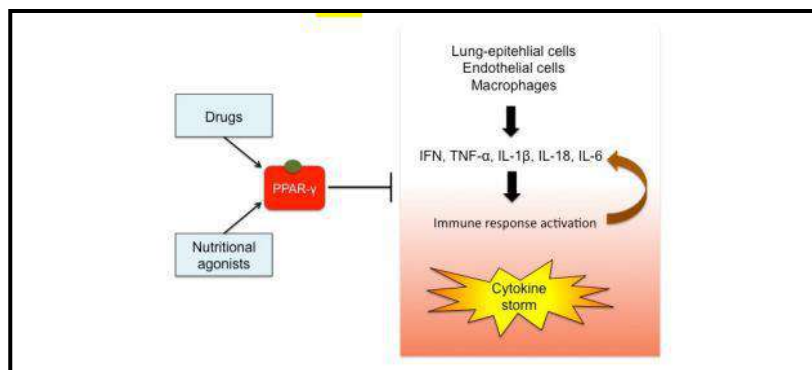 Drugs
PPAR-γ
Nutritional
agonists
Lung-epitehlial cells
Endothelial cells
Macrophages
IFN, TNF-α, IL-1β, IL-18, IL-6
Immune response activation
Cytokine
storm